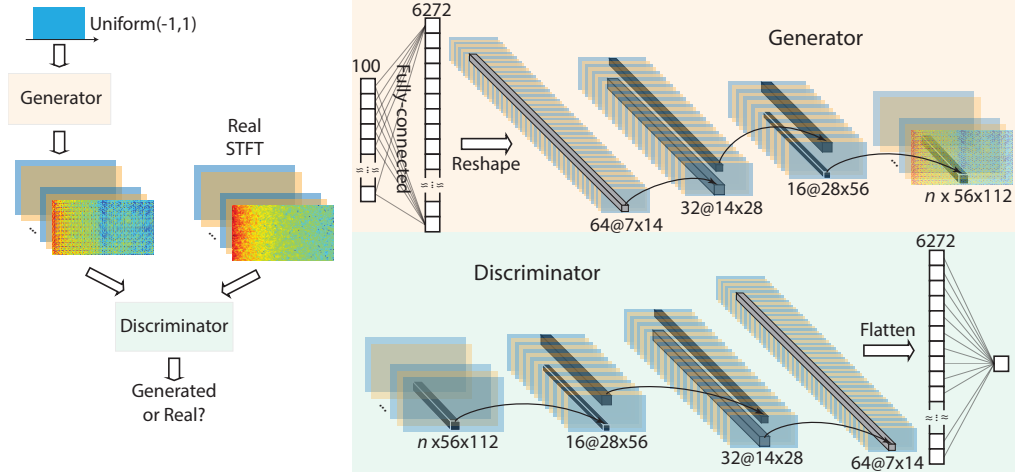 Uniform(-1,1)
Generator
Real
STFT
...
...
Discriminator
Generated
or Real?
Generator
6272
100
Fully-connected
Reshape
64@7x14
32@14x28
16@28x56
...
n x 56x112
Discriminator
6272
Flatten
...
n x56x112
16@28x56
32@14x28
64@7x14